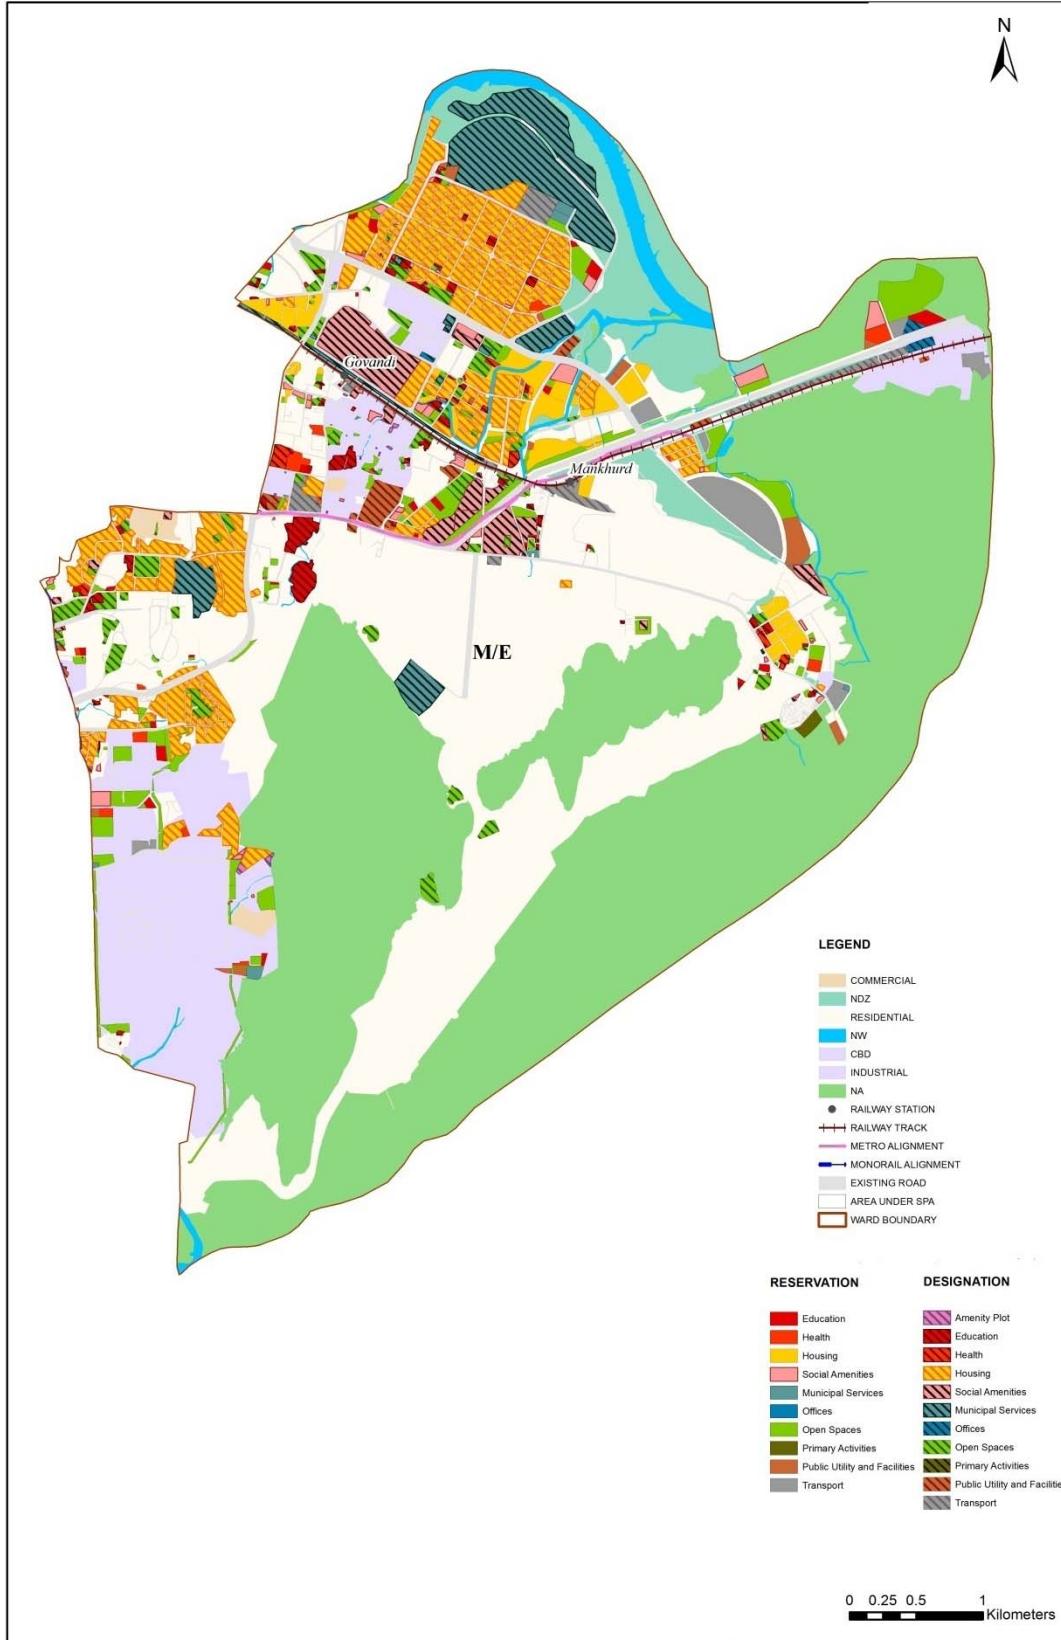 N
Govandi
Mankhurd
M/E
LEGEND
COMMERCIAL
NDZ
RESIDENTIAL
NW
CBD
INDUSTRIAL
NA
RAILWAY STATION
RAILWAY TRACK
METRO ALIGNMENT
MONORAIL ALIGNMENT
EXISTING ROAD
AREA UNDER SPA
WARD BOUNDARY
RESERVATION
Education
Health
Housing
Social Amenities
Municipal Services
Offices
Open Spaces
Primary Activities
Public Utility and Facilities
Transport
DESIGNATION
Amenity Plot
Education
Health
Housing
Social Amenities
Municipal Services
Offices
Open Spaces
Primary Activities
Public Utility and Facilitie
Transport
0 0.25 0.5 1
Kilometers